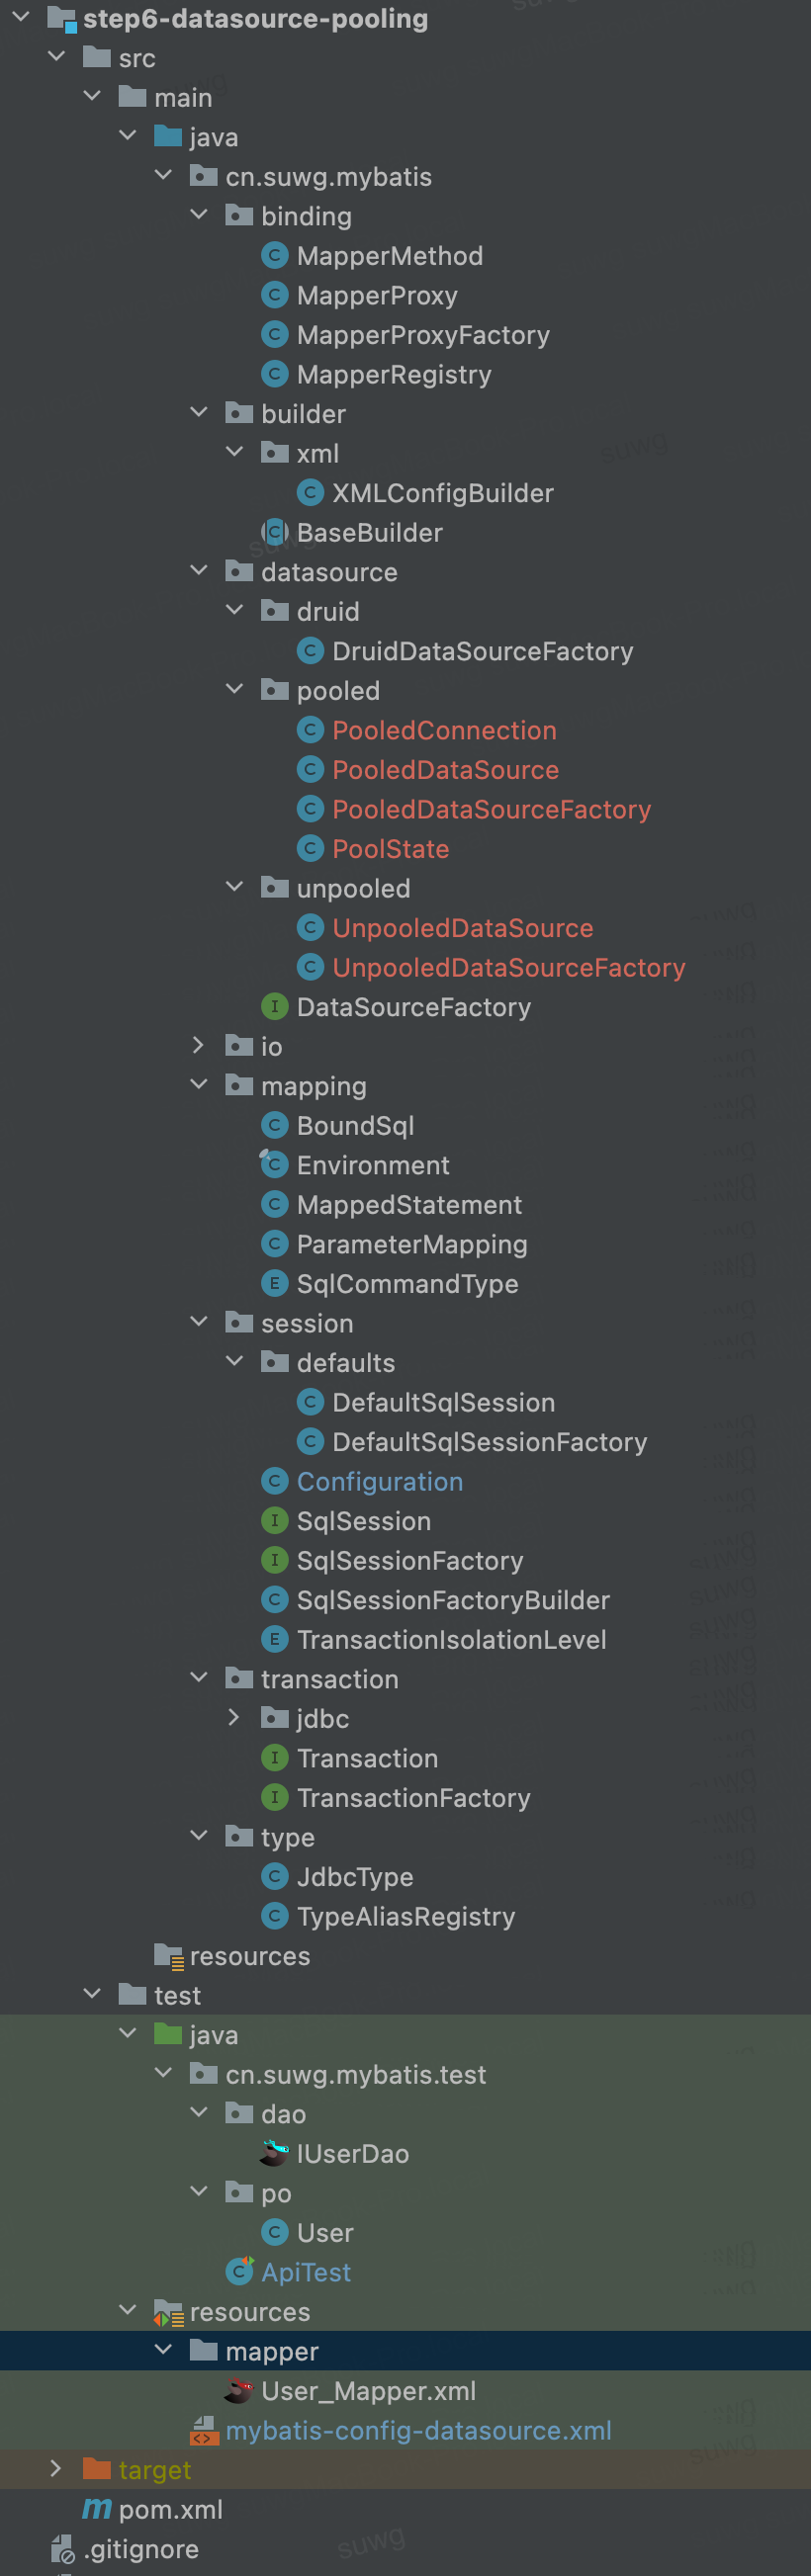 step6-datasource-pooling
src
main
java
cn.suwg.mybatis
binding
MapperMethod
MapperProxy
MapperProxyFactory
MapperRegistry
builder
xml
XMLConfigBuilder
BaseBuilder
datasource
druid
DruidDataSourceFactory
pooled
PooledConnection
PooledDataSource
PooledDataSourceFactory
PoolState
unpooled
UnpooledDataSource
UnpooledDataSourceFactory
DataSourceFactory
io
mapping
BoundSql
Environment
MappedStatement
ParameterMapping
SqlCommandType
session
defaults
DefaultSqlSession
DefaultSqlSessionFactory
Configuration
SqlSession
SqlSessionFactory
SqlSessionFactoryBuilder
TransactionIsolationLevel
transaction
jdbc
Transaction
TransactionFactory
type
JdbcType
TypeAliasRegistry
resources
test
java
cn.suwg.mybatis.test
dao
IUserDao
po
User
ApiTest
resources
mapper
User_Mapper.xml
mybatis-config-datasource.xml
target
pom.xml
.gitignore